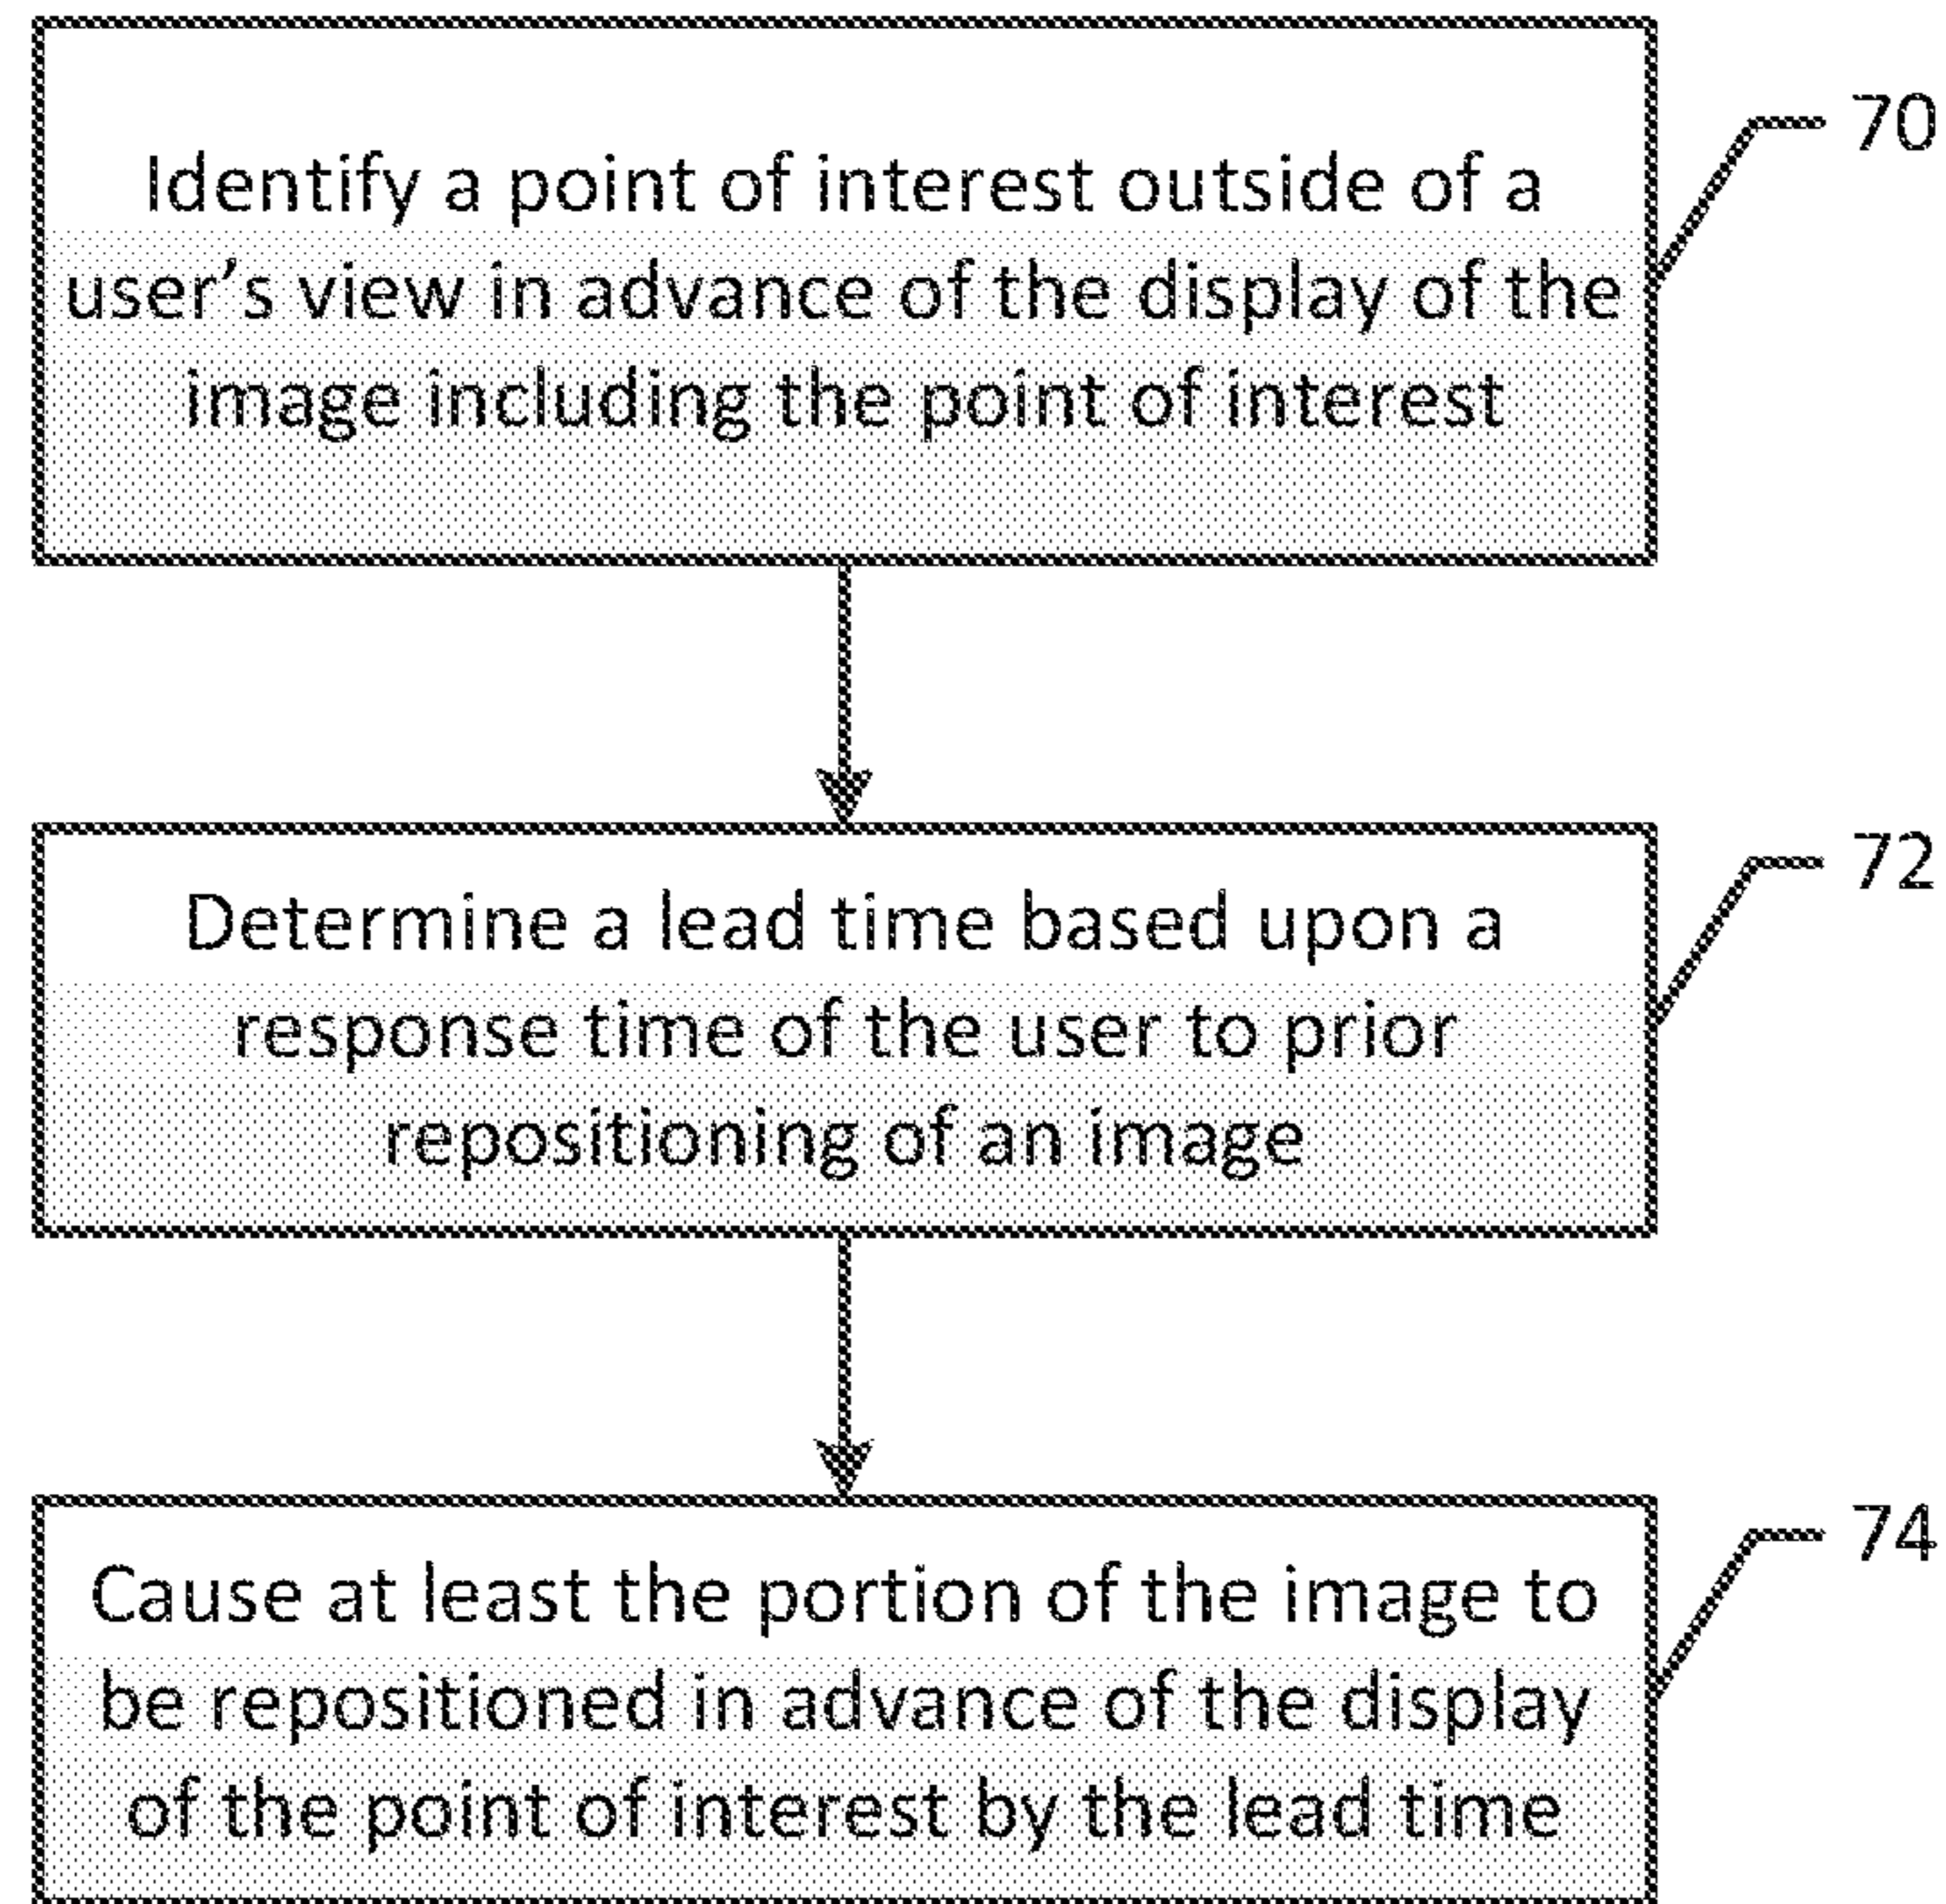 Identify a point of interest outside of a
user's view in advance of the display of the
image including the point of interest
70
Determine a lead time based upon a
response time of the user to prior
repositioning of an image
72
Cause at least the portion of the image to
be repositioned in advance of the display
of the point of interest by the lead time
74